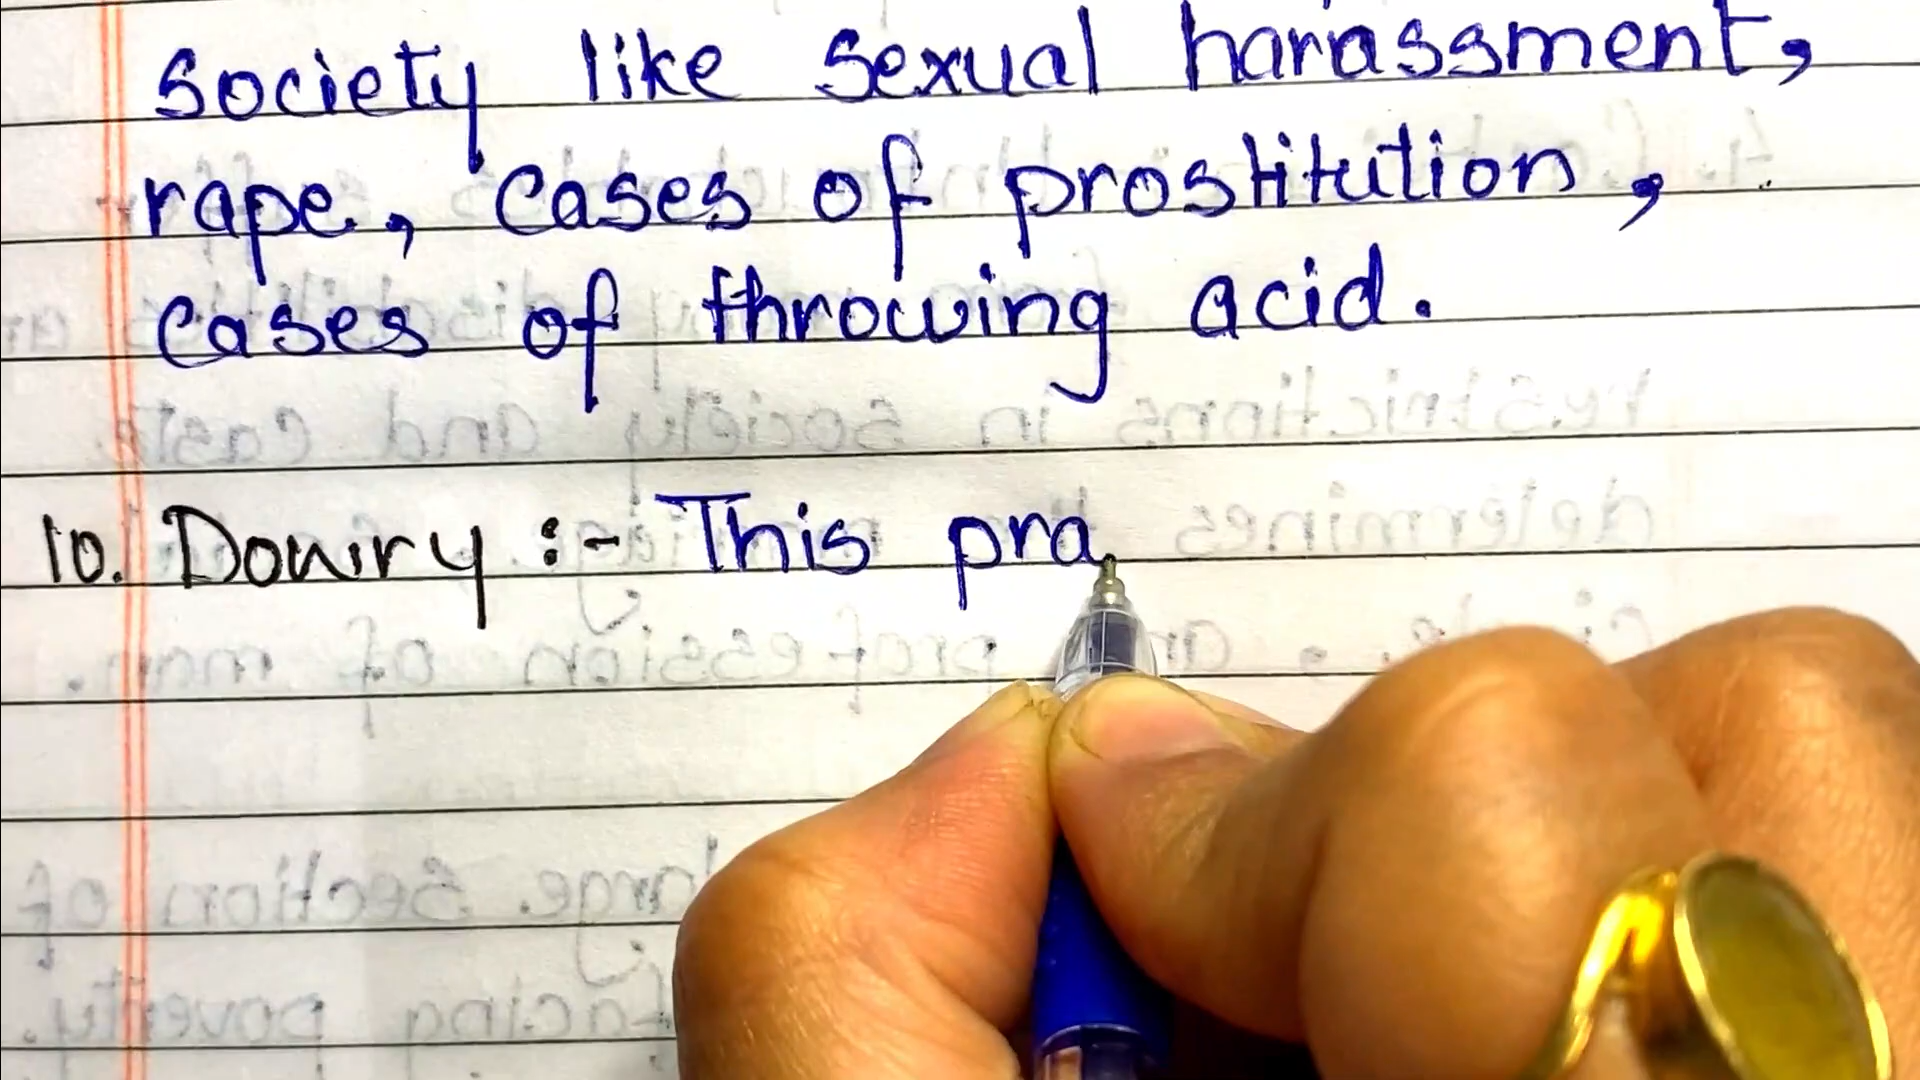 society like sexual harassment,
rape, cases of prostitution,
cases of throwing acid.
10. Dowry :- This pra